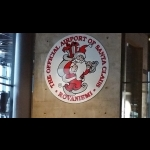 THE OFFICIAL AIRPORT OF SANTA CLAUS
• ROVANIEMI •